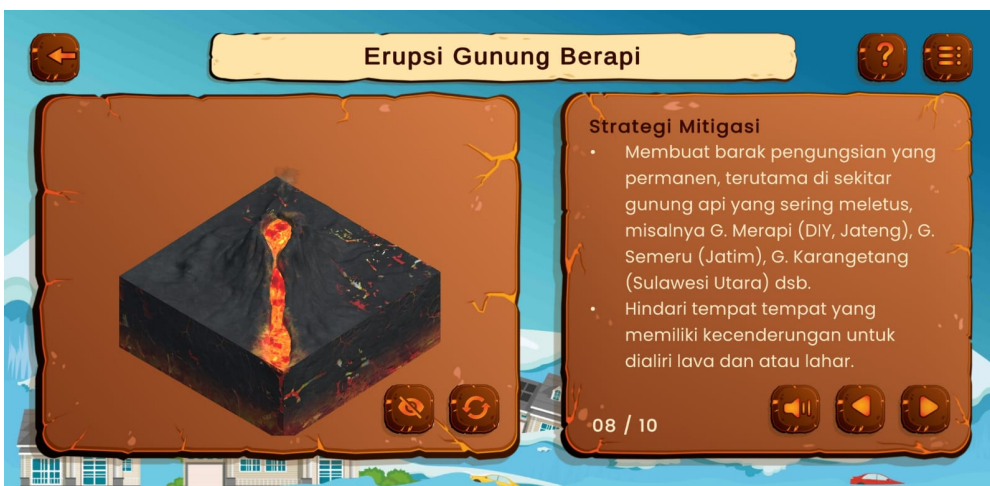 Erupsi Gunung Berapi
?
Strategi Mitigasi
• Membuat barak pengungsian yang
permanen, terutama di sekitar
gunung api yang sering meletus,
misalnya G. Merapi (DIY, Jateng), G.
Semeru (Jatim), G. Karangetang
(Sulawesi Utara) dsb.
• Hindari tempat tempat yang
memiliki kecenderungan untuk
dialiri lava dan atau lahar.
08 / 10